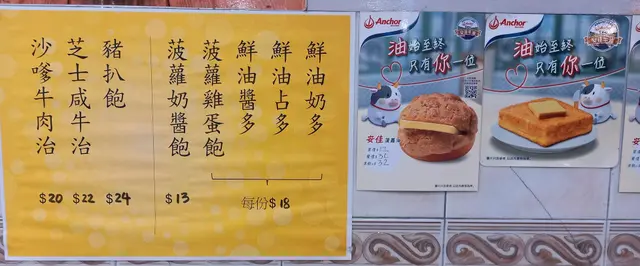 鮮油奶多
鮮油占多
鮮油醬多
菠蘿雞蛋飽
每份$18
菠蘿奶醬飽
$13
豬扒飽
$24
芝士咸牛治
$22
沙嗲牛肉治
$20
Anchor
油始至終
只有你一位
安佳
Anchor
油始至終
只有你一位